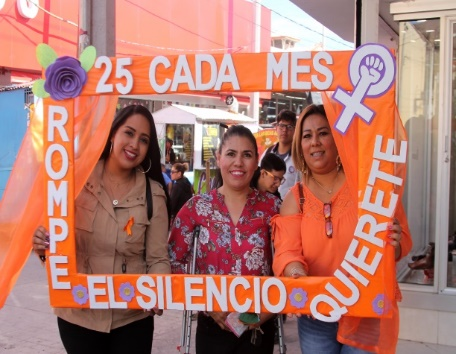 25 CADA MES
ROMPE
EL SILENCIO
QUIERETE